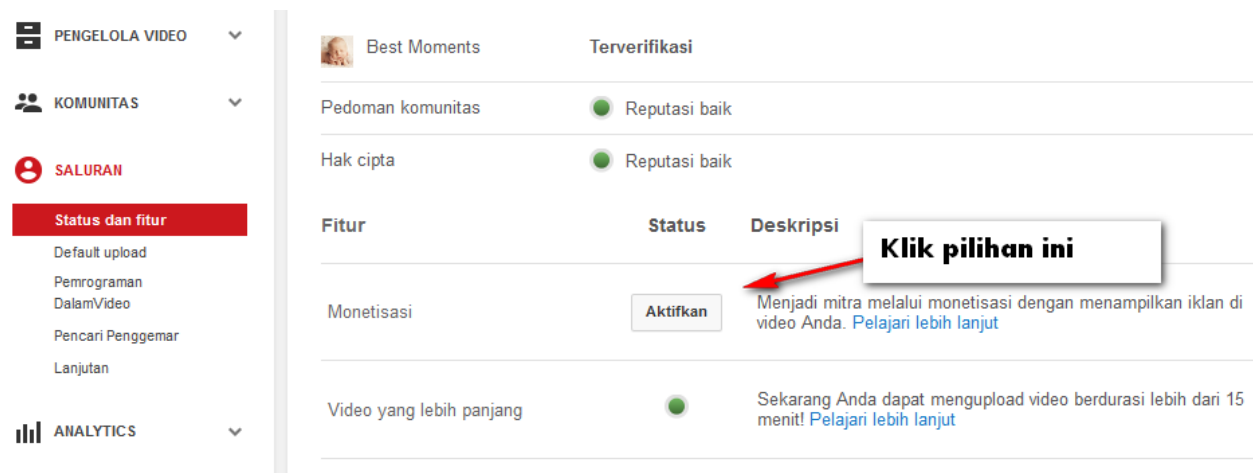 PENGELOLA VIDEO
KOMUNITAS
SALURAN
Status dan fitur
Default upload
Pemrograman
DalamVideo
Pencari Penggemar
Lanjutan
ANALYTICS
Best Moments Terverifikasi
Pedoman komunitas Reputasi baik
Hak cipta Reputasi baik
Fitur Status Deskripsi
Klik pilihan ini
Monetisasi Aktifkan Menjadi mitra melalui monetisasi dengan menampilkan iklan di
video Anda. Pelajari lebih lanjut
Video yang lebih panjang Sekarang Anda dapat mengupload video berdurasi lebih dari 15
menit! Pelajari lebih lanjut